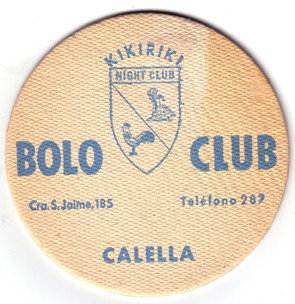 KIKIRIKI
NIGHT CLUB
BOLO CLUB
Cra. S. Jaime, 185 Teléfono 287
CALELLA